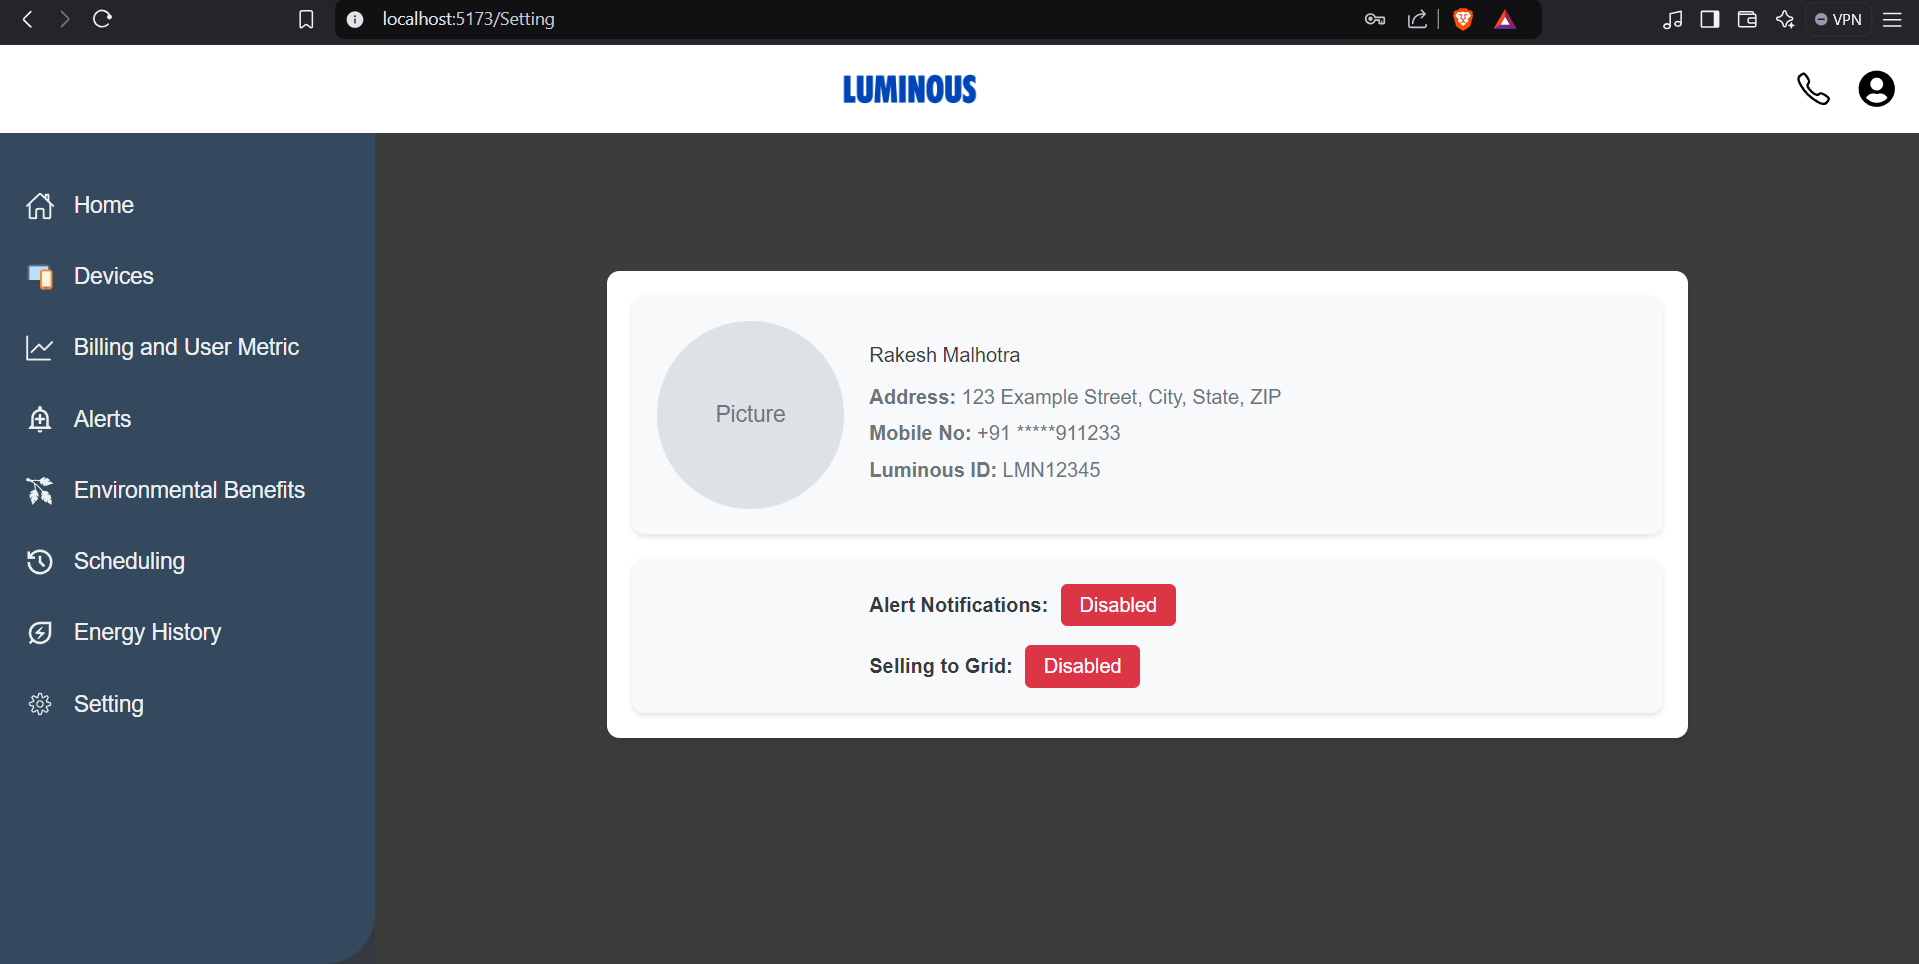 localhost:5173/Setting
VPN
LUMINOUS
Home
Devices
Billing and User Metric
Alerts
Environmental Benefits
Scheduling
Energy History
Setting
Picture
Rakesh Malhotra
Address: 123 Example Street, City, State, ZIP
Mobile No: +91 *****911233
Luminous ID: LMN12345
Alert Notifications: Disabled
Selling to Grid: Disabled